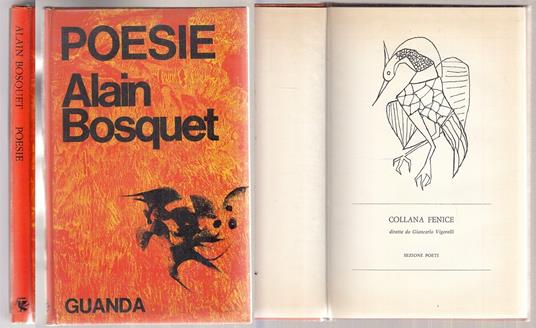 ALAIN BOSQUET POESIE
POESIE
Alain
Bosquet
GUANDA
COLLANA FENICE
diretta da Giancarlo Vigorelli
SEZIONE POETI